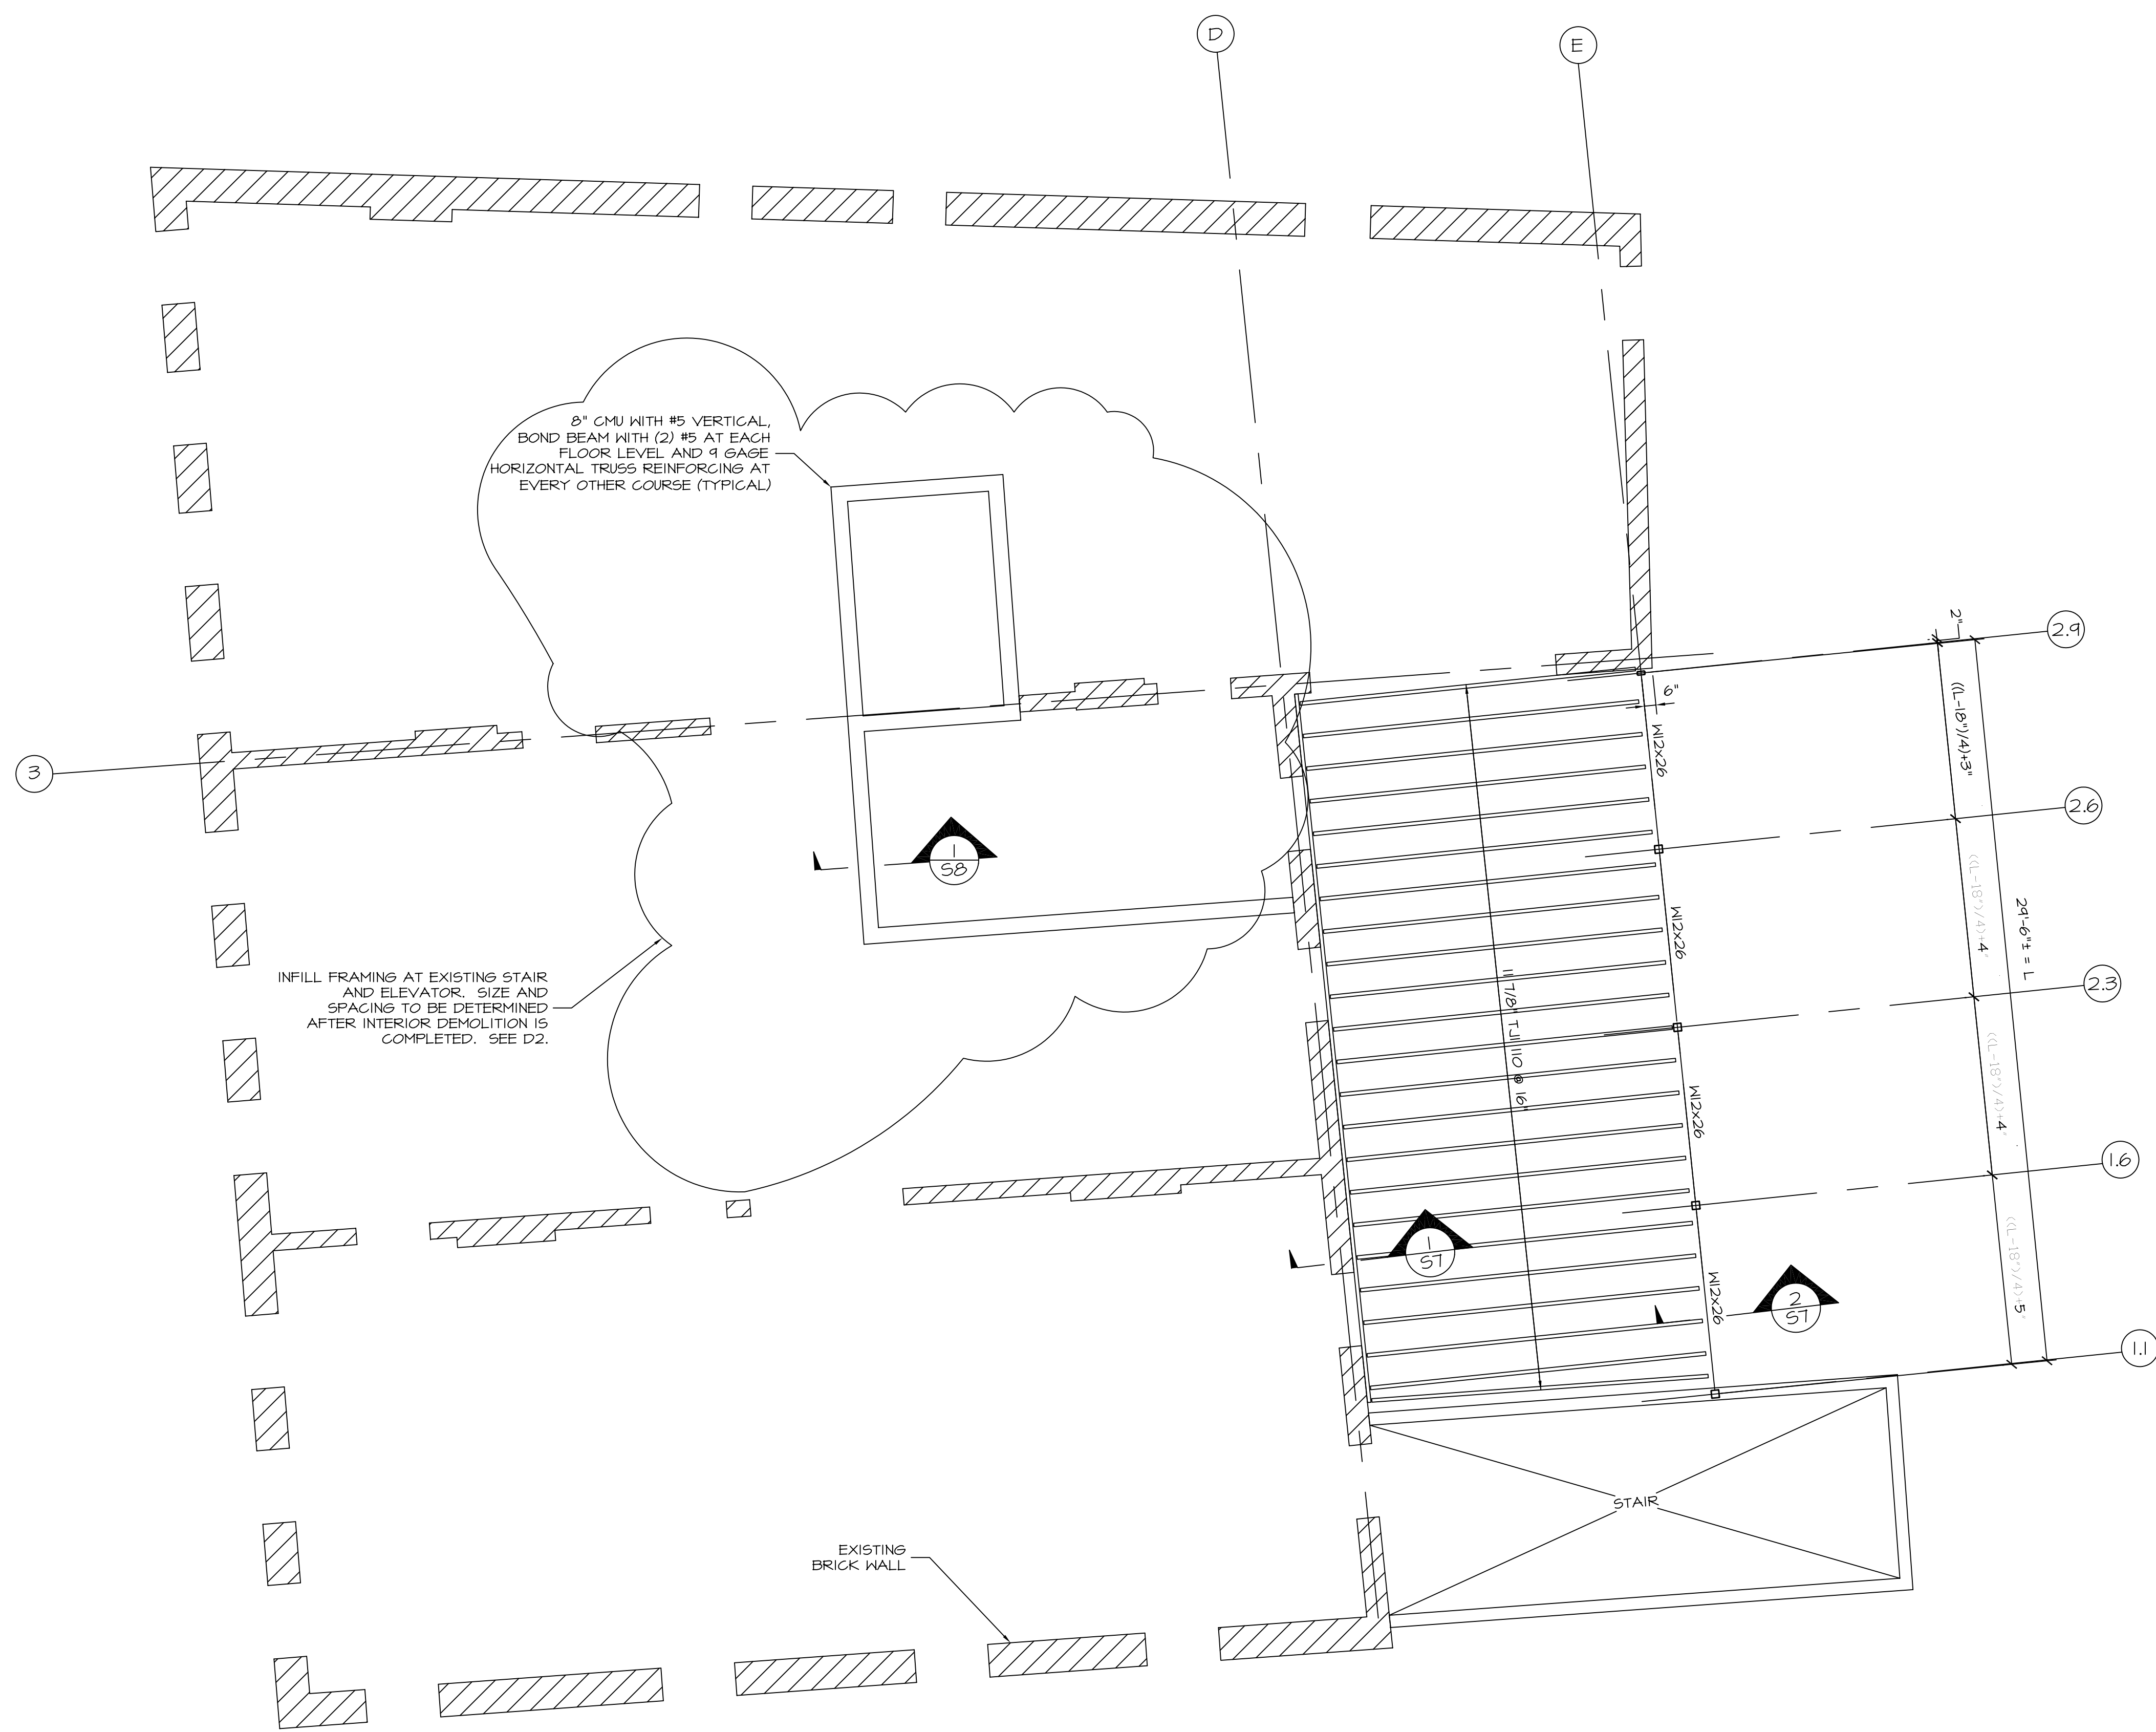 D
E
8" CMU WITH #5 VERTICAL,
BOND BEAM WITH (2) #5 AT EACH
FLOOR LEVEL AND 9 GAGE
HORIZONTAL TRUSS REINFORCING AT
EVERY OTHER COURSE (TYPICAL)
2"
2.9
6"
((L-18")/4)+3"
W12x26
3
2.6
1
S8
((L-18")/4)+4"
W12x26
29'-6"± = L
INFILL FRAMING AT EXISTING STAIR
AND ELEVATOR. SIZE AND
SPACING TO BE DETERMINED
AFTER INTERIOR DEMOLITION IS
COMPLETED. SEE D2.
11 7/8" TJI 110 @ 16"
2.3
((L-18")/4)+4"
W12x26
1.6
1
S7
((L-18")/4)+5"
W12x26
2
S7
1.1
STAIR
EXISTING
BRICK WALL